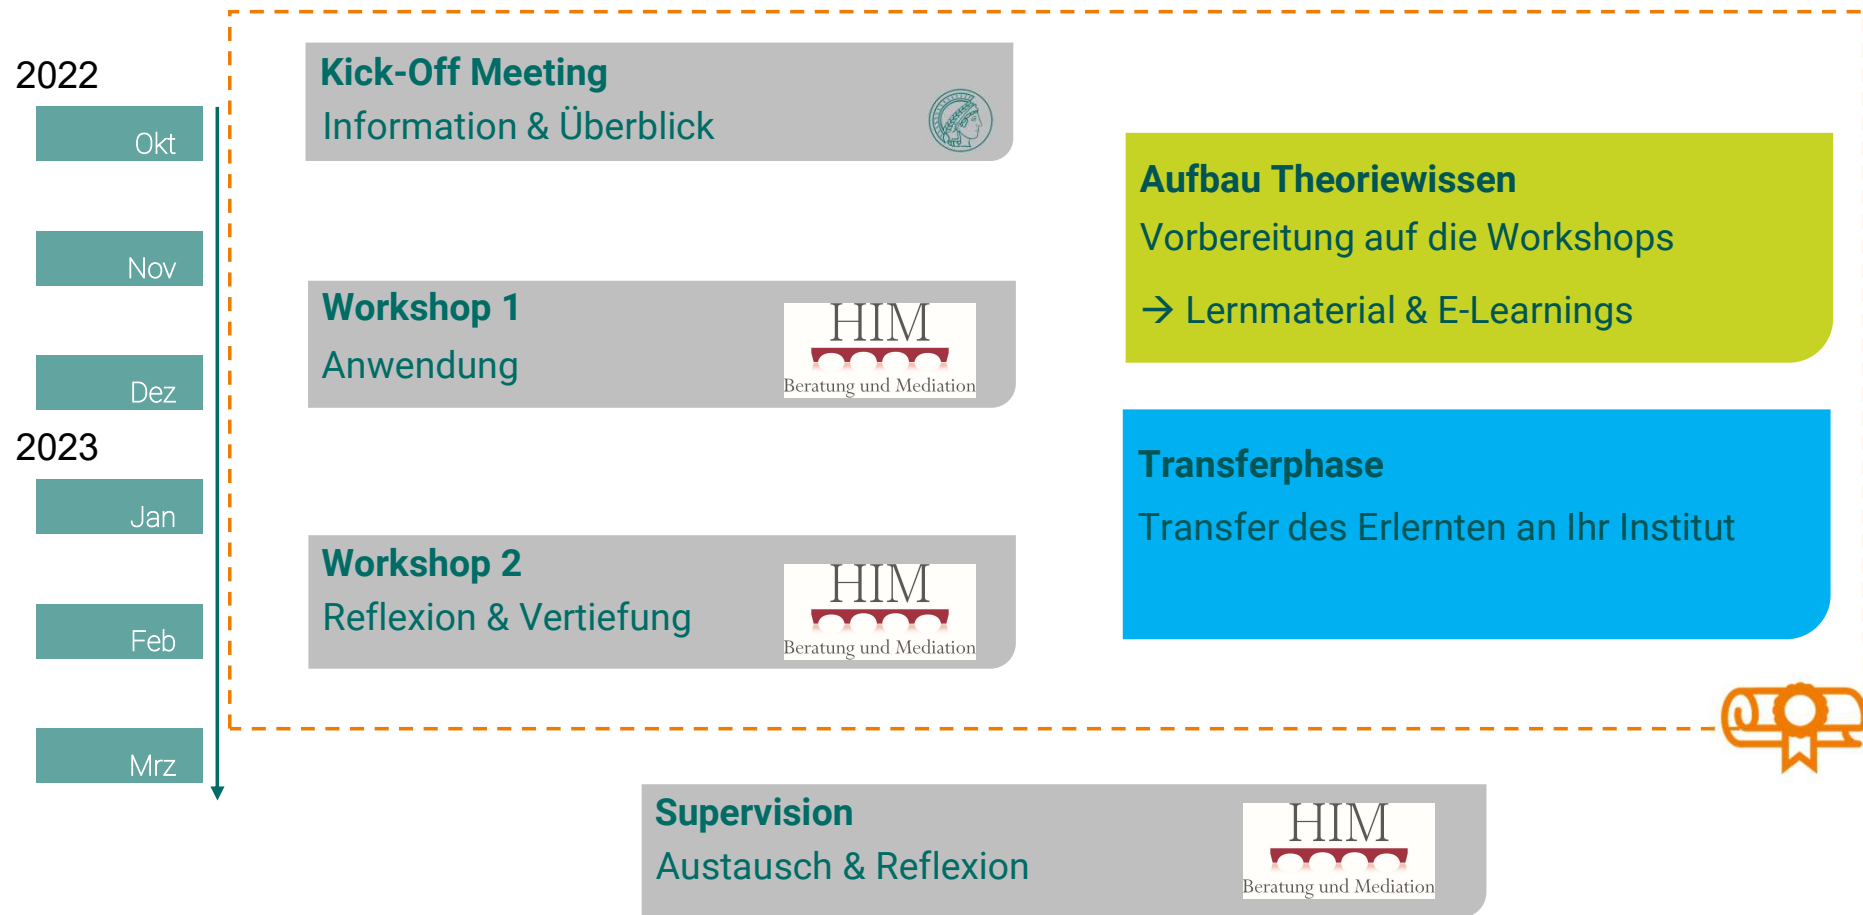 2022
Okt
Nov
Dez
2023
Jan
Feb
Mrz
Kick-Off Meeting
Information & Überblick
Workshop 1
Anwendung
HIM
Beratung und Mediation
Workshop 2
Reflexion & Vertiefung
HIM
Beratung und Mediation
Aufbau Theoriewissen
Vorbereitung auf die Workshops
→ Lernmaterial & E-Learnings
Transferphase
Transfer des Erlernten an Ihr Institut
Supervision
Austausch & Reflexion
HIM
Beratung und Mediation